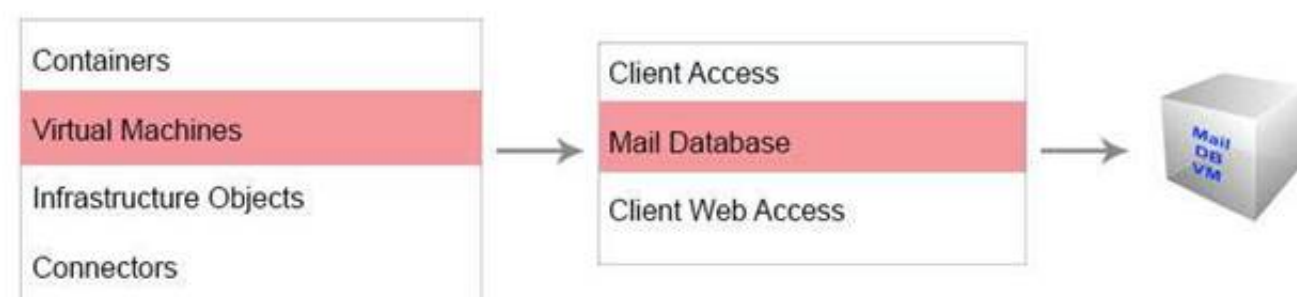 Containers
Virtual Machines
Infrastructure Objects
Connectors
Client Access
Mail Database
Client Web Access
Mail
DB
VM